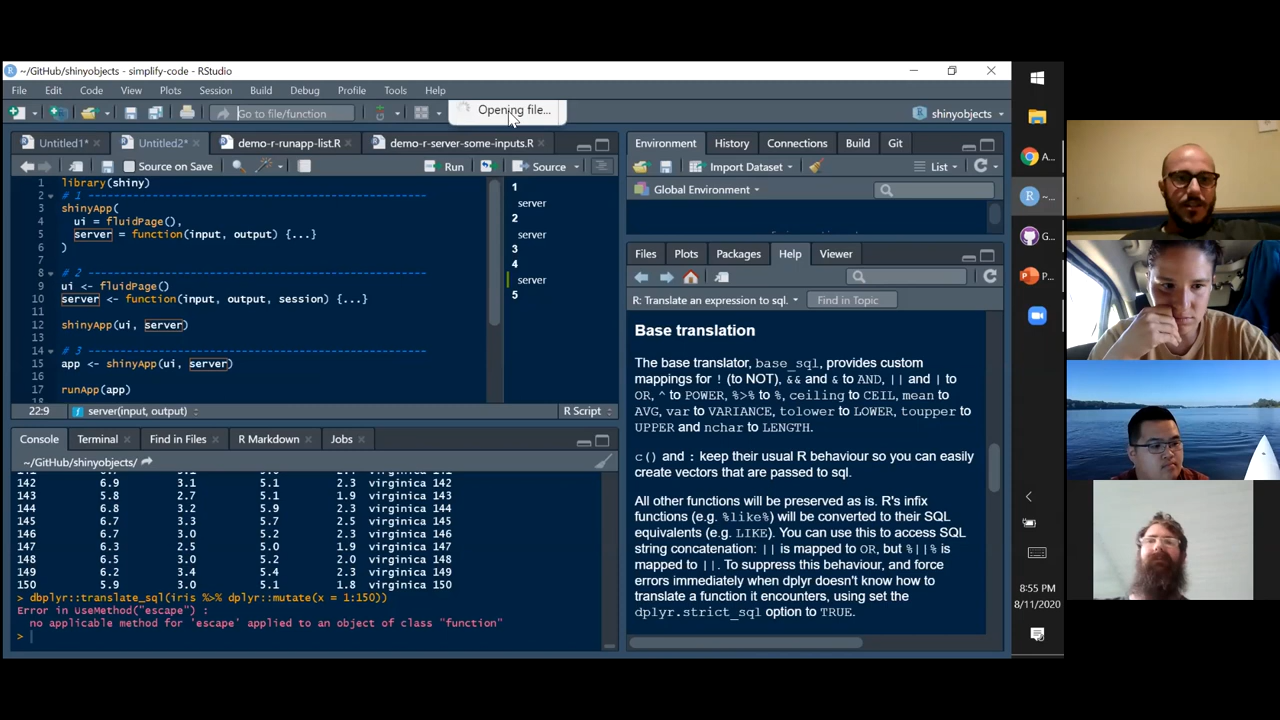 ~/GitHub/shinyobjects - simplify-code - RStudio
File Edit Code View Plots Session Build Debug Profile Tools Help
Go to file/function
Opening file...
shinyobjects
Untitled1* Untitled2* demo-r-runapp-list.R demo-r-server-some-inputs.R
Source on Save Run Source
1 library(shiny)
2 # 1 ----------------------------------------------------
3 shinyApp(
4 ui = fluidPage(),
5 server = function(input, output) {...}
6 )
7
8 # 2 ----------------------------------------------------
9 ui <- fluidPage()
10 server <- function(input, output, session) {...}
11
12 shinyApp(ui, server)
13
14 # 3 ----------------------------------------------------
15 app <- shinyApp(ui, server)
16
17 runApp(app)
18
1
server
2
server
3
4
server
5
22:9 server(input, output) R Script
Console Terminal Find in Files R Markdown Jobs
~/GitHub/shinyobjects/
142 6.9 3.1 5.1 2.3 virginica 142
143 5.8 2.7 5.1 1.9 virginica 143
144 6.8 3.2 5.9 2.3 virginica 144
145 6.7 3.3 5.7 2.5 virginica 145
146 6.7 3.0 5.2 2.3 virginica 146
147 6.3 2.5 5.0 1.9 virginica 147
148 6.5 3.0 5.2 2.0 virginica 148
149 6.2 3.4 5.4 2.3 virginica 149
150 5.9 3.0 5.1 1.8 virginica 150
> dbplyr::translate_sql(iris %>% dplyr::mutate(x = 1:150))
Error in UseMethod("escape") :
no applicable method for 'escape' applied to an object of class "function"
>
Environment History Connections Build Git
Import Dataset List
Global Environment
Files Plots Packages Help Viewer
R: Translate an expression to sql. Find in Topic
Base translation
The base translator, base_sql, provides custom
mappings for ! (to NOT), && and & to AND, || and | to
OR, ^ to POWER, %>% to %, ceiling to CEIL, mean to
AVG, var to VARIANCE, tolower to LOWER, toupper to
UPPER and nchar to LENGTH.
c() and : keep their usual R behaviour so you can easily
create vectors that are passed to sql.
All other functions will be preserved as is. R's infix
functions (e.g. %like%) will be converted to their SQL
equivalents (e.g. LIKE). You can use this to access SQL
string concatenation: || is mapped to OR, but %||% is
mapped to ||. To suppress this behaviour, and force
errors immediately when dplyr doesn't know how to
translate a function it encounters, using set the
dplyr.strict_sql option to TRUE.
A...
~...
G...
P...
8:55 PM
8/11/2020